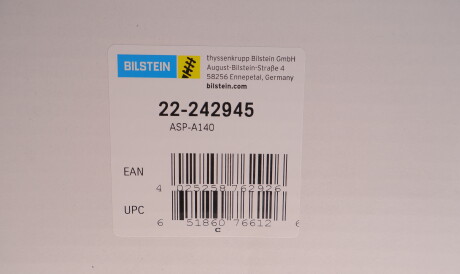 BILSTEIN
thyssenkrupp Bilstein GmbH
August-Bilstein-Straße 4
58256 Ennepetal, Germany
bilstein.com
22-242945
ASP-A140
EAN
4 025258 762926
UPC
6 51860 76612 6
C